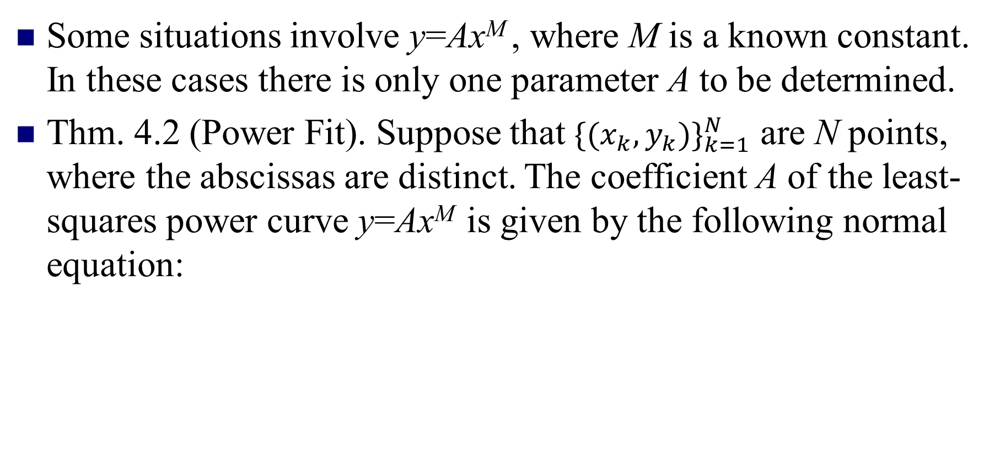 ■ Some situations involve y=Ax^M , where M is a known constant.
In these cases there is only one parameter A to be determined.
■ Thm. 4.2 (Power Fit). Suppose that {(x_k, y_k)}_{k=1}^N are N points,
where the abscissas are distinct. The coefficient A of the least-
squares power curve y=Ax^M is given by the following normal
equation: